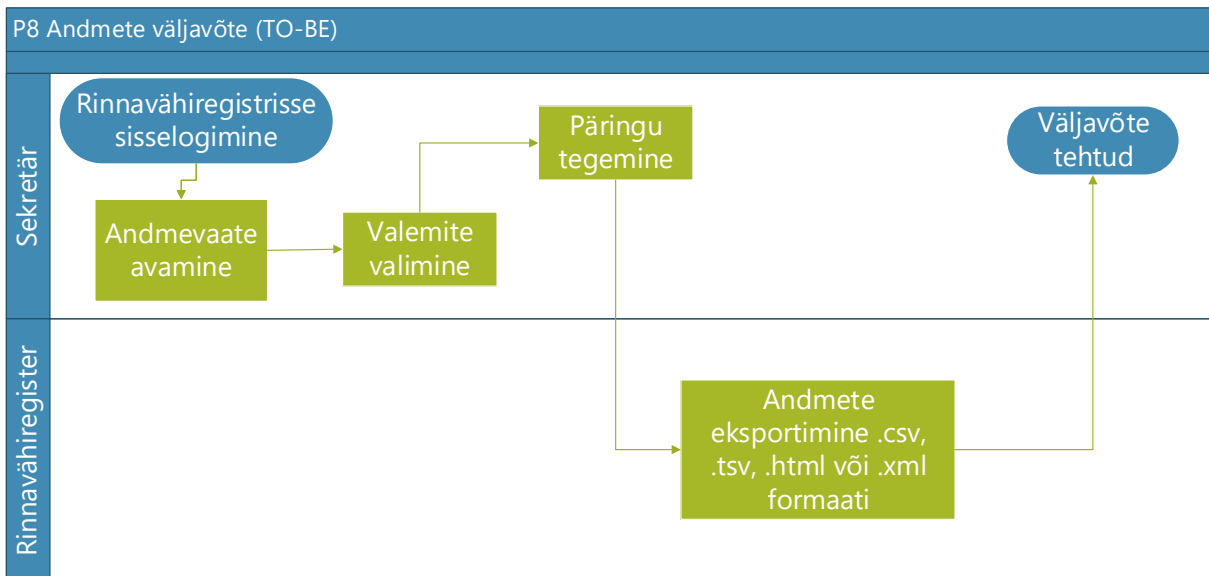 P8 Andmete väljavõte (TO-BE)
Sekretär
Rinnavähiregistrisse
sisselogimine
Andmevaate
avamine
Valemite
valimine
Päringu
tegemine
Väljavõte
tehtud
Rinnavähiregister
Andmete
eksportimine .csv,
.tsv, .html või .xml
formaati